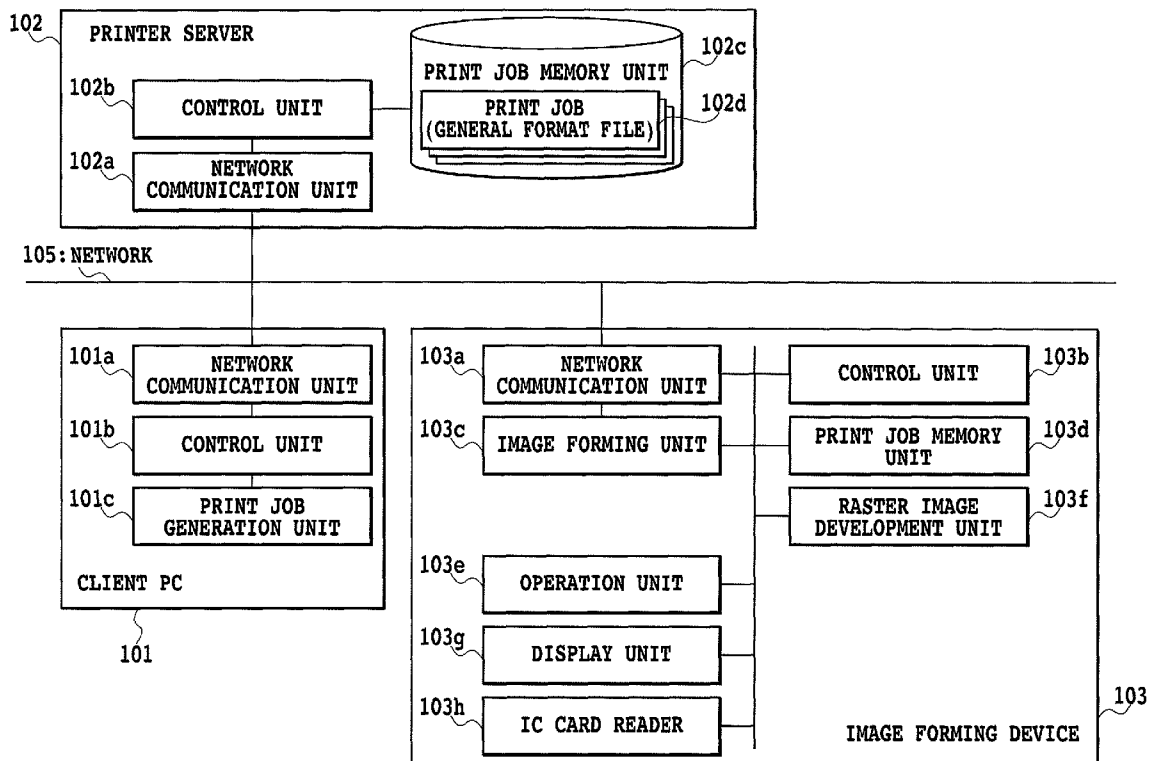 102
PRINTER SERVER
102c
PRINT JOB MEMORY UNIT
102b
CONTROL UNIT
PRINT JOB
(GENERAL FORMAT FILE)
102d
102a
NETWORK
COMMUNICATION UNIT
105:NETWORK
101a
NETWORK
COMMUNICATION UNIT
101b
CONTROL UNIT
101c
PRINT JOB
GENERATION UNIT
CLIENT PC
101
103a
NETWORK
COMMUNICATION UNIT
CONTROL UNIT
103b
103c
IMAGE FORMING UNIT
PRINT JOB MEMORY
UNIT
103d
RASTER IMAGE
DEVELOPMENT UNIT
103f
103e
OPERATION UNIT
103g
DISPLAY UNIT
103h
IC CARD READER
IMAGE FORMING DEVICE
103